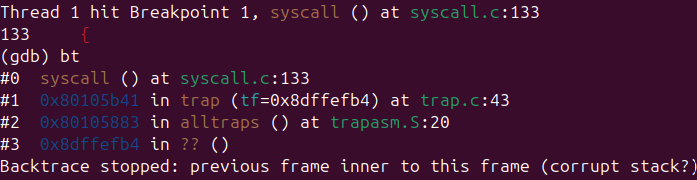 Thread 1 hit Breakpoint 1, syscall () at syscall.c:133
133     {
(gdb) bt
#0  syscall () at syscall.c:133
#1  0x80105b41 in trap (tf=0x8dffefb4) at trap.c:43
#2  0x80105883 in alltraps () at trapasm.S:20
#3  0x8dffefb4 in ?? ()
Backtrace stopped: previous frame inner to this frame (corrupt stack?)